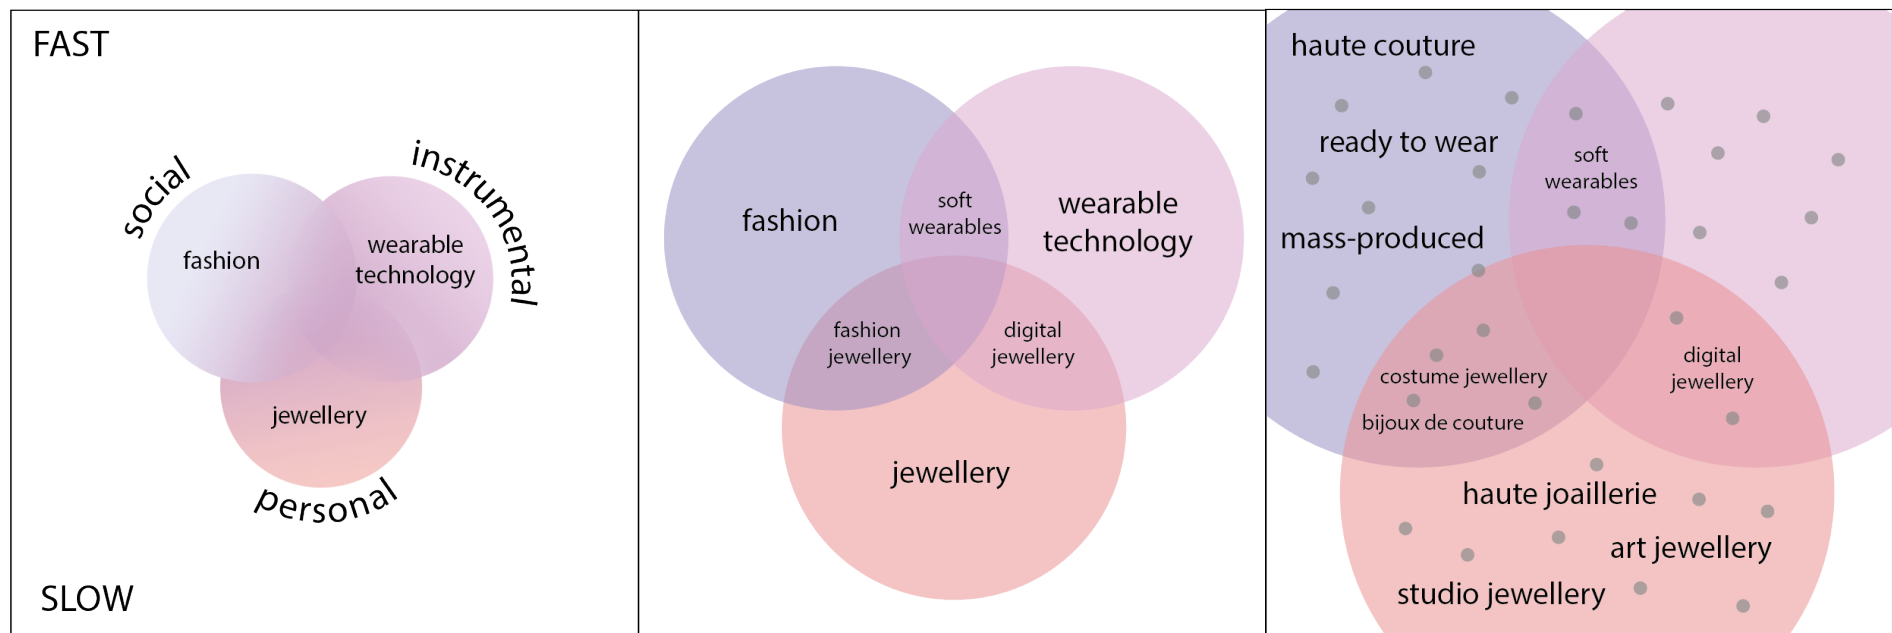 FAST
social
instrumental
fashion
wearable
technology
jewellery
personal
SLOW
fashion
soft
wearables
wearable
technology
fashion
jewellery
digital
jewellery
jewellery
haute couture
ready to wear
soft
wearables
mass-produced
costume jewellery
bijoux de couture
digital
jewellery
haute joaillerie
art jewellery
studio jewellery